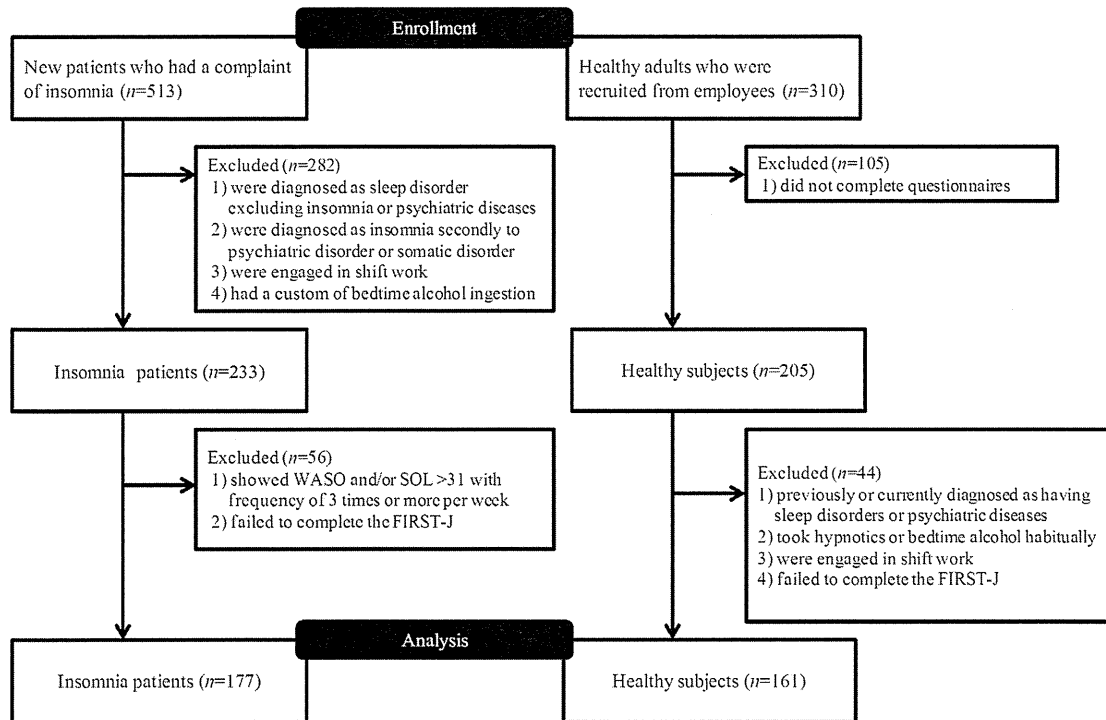 Enrollment
New patients who had a complaint
of insomnia (n=513)
Healthy adults who were
recruited from employees (n=310)
Excluded (n=282)
1) were diagnosed as sleep disorder
excluding insomnia or psychiatric diseases
2) were diagnosed as insomnia secondly to
psychiatric disorder or somatic disorder
3) were engaged in shift work
4) had a custom of bedtime alcohol ingestion
Excluded (n=105)
1) did not complete questionnaires
Insomnia patients (n=233)
Healthy subjects (n=205)
Excluded (n=56)
1) showed WASO and/or SOL >31 with
frequency of 3 times or more per week
2) failed to complete the FIRST-J
Excluded (n=44)
1) previously or currently diagnosed as having
sleep disorders or psychiatric diseases
2) took hypnotics or bedtime alcohol habitually
3) were engaged in shift work
4) failed to complete the FIRST-J
Analysis
Insomnia patients (n=177)
Healthy subjects (n=161)